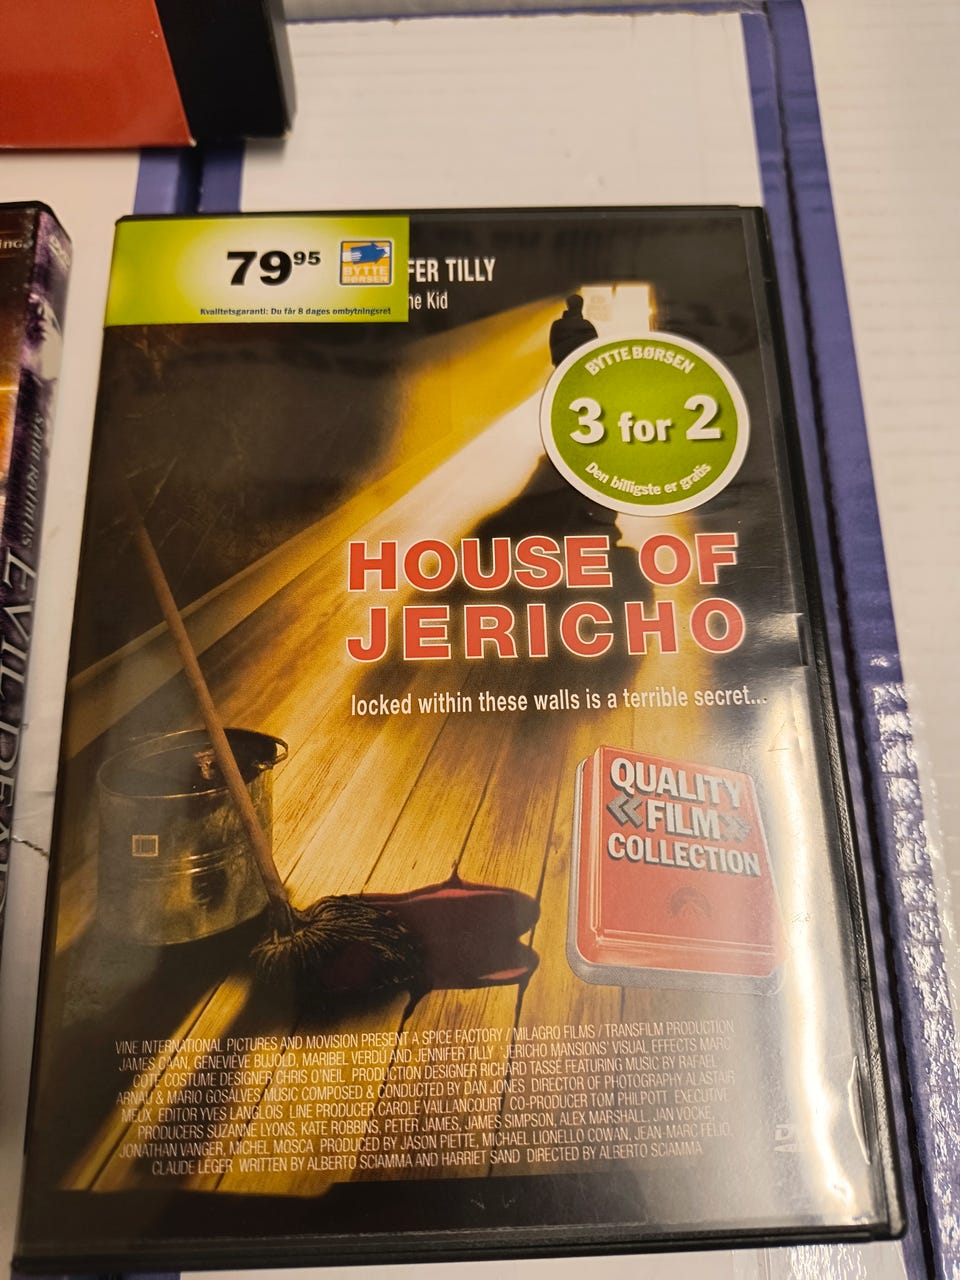 79 95
BYTTE
BØRSEN
Kvalitetsgaranti: Du får 8 dages ombytningsret
FER TILLY
he Kid
BYTTEBØRSEN
3 for 2
Den billigste er gratis
HOUSE OF
JERICHO
locked within these walls is a terrible secret...
QUALITY
FILM
COLLECTION
VINE INTERNATIONAL PICTURES AND MOVISION PRESENT A SPICE FACTORY / MILAGRO FILMS / TRANSFILM PRODUCTION
JAMES CAAN, GENEVIÈVE BUJOLD, MARIBEL VERDÚ AND JENNIFER TILLY 'JERICHO MANSIONS' VISUAL EFFECTS MARC
COTE COSTUME DESIGNER CHRIS O'NEIL PRODUCTION DESIGNER RICHARD TASSE FEATURING MUSIC BY RAFAEL
ARNAU & MARIO GOSALVES MUSIC COMPOSED & CONDUCTED BY DAN JONES DIRECTOR OF PHOTOGRAPHY ALASTAIR
MEUX EDITOR YVES LANGLOIS LINE PRODUCER CAROLE VAILLANCOURT CO-PRODUCER TOM PHILPOTT EXECUTIVE
PRODUCERS SUZANNE LYONS, KATE ROBBINS, PETER JAMES, JAMES SIMPSON, ALEX MARSHALL, JAN VOCKE,
JONATHAN VANGER, MICHEL MOSCA PRODUCED BY JASON PIETTE, MICHAEL LIONELLO COWAN, JEAN-MARC FELIO,
CLAUDE LEGER WRITTEN BY ALBERTO SCIAMMA AND HARRIET SAND DIRECTED BY ALBERTO SCIAMMA
ing
EVIL DEAD